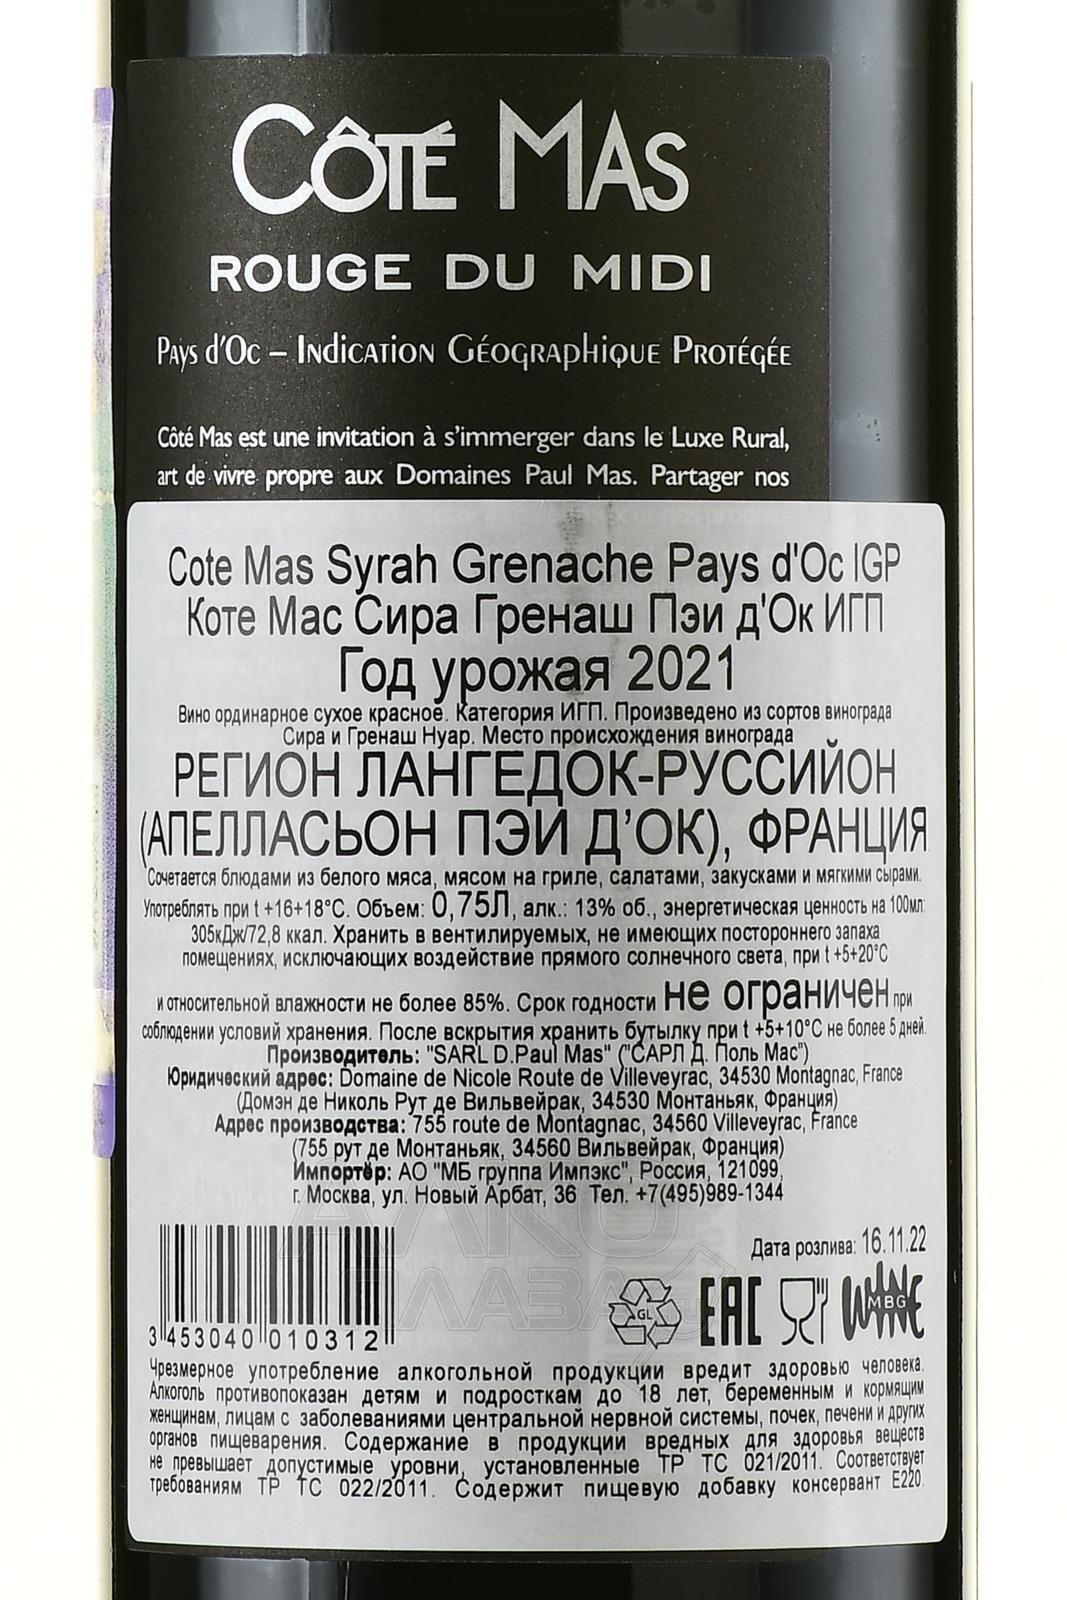 CÔTÉ MAS
ROUGE DU MIDI
Pays d'Oc – Indication Géographique Protégée
Côté Mas est une invitation à s'immerger dans le Luxe Rural,
art de vivre propre aux Domaines Paul Mas. Partager nos
Cote Mas Syrah Grenache Pays d'Oc IGP
Коте Мас Сира Гренаш Пэи д'Ок ИГП
Год урожая 2021
Вино ординарное сухое красное. Категория ИГП. Произведено из сортов винограда
Сира и Гренаш Нуар. Место происхождения винограда
РЕГИОН ЛАНГЕДОК-РУССИЙОН
(АПЕЛЛАСЬОН ПЭИ Д'ОК), ФРАНЦИЯ
Сочетается блюдами из белого мяса, мясом на гриле, салатами, закусками и мягкими сырами.
Употреблять при t +16+18°С. Объем: 0,75Л, алк.: 13% об., энергетическая ценность на 100мл:
305кДж/72,8 ккал. Хранить в вентилируемых, не имеющих постороннего запаха
помещениях, исключающих воздействие прямого солнечного света, при t +5+20°С
и относительной влажности не более 85%. Срок годности не ограничен при
соблюдении условий хранения. После вскрытия хранить бутылку при t +5+10°С не более 5 дней.
Производитель: "SARL D.Paul Mas" ("САРЛ Д. Поль Мас")
Юридический адрес: Domaine de Nicole Route de Villeveyrac, 34530 Montagnac, France
(Домэн де Николь Рут де Вильвейрак, 34530 Монтаньяк, Франция)
Адрес производства: 755 route de Montagnac, 34560 Villeveyrac, France
(755 рут де Монтаньяк, 34560 Вильвейрак, Франция)
Импортёр: АО "МБ группа Импэкс", Россия, 121099,
г. Москва, ул. Новый Арбат, 36 Тел. +7(495)989-1344
АЛКО
ПЛАЗА
Дата розлива: 16.11.22
GL
EAC
WINE
MBG
3 453040 010312
Чрезмерное употребление алкогольной продукции вредит здоровью человека.
Алкоголь противопоказан детям и подросткам до 18 лет, беременным и кормящим
женщинам, лицам с заболеваниями центральной нервной системы, почек, печени и других
органов пищеварения. Содержание в продукции вредных для здоровья веществ
не превышает допустимые уровни, установленные ТР ТС 021/2011. Соответствует
требованиям ТР ТС 022/2011. Содержит пищевую добавку консервант Е220.